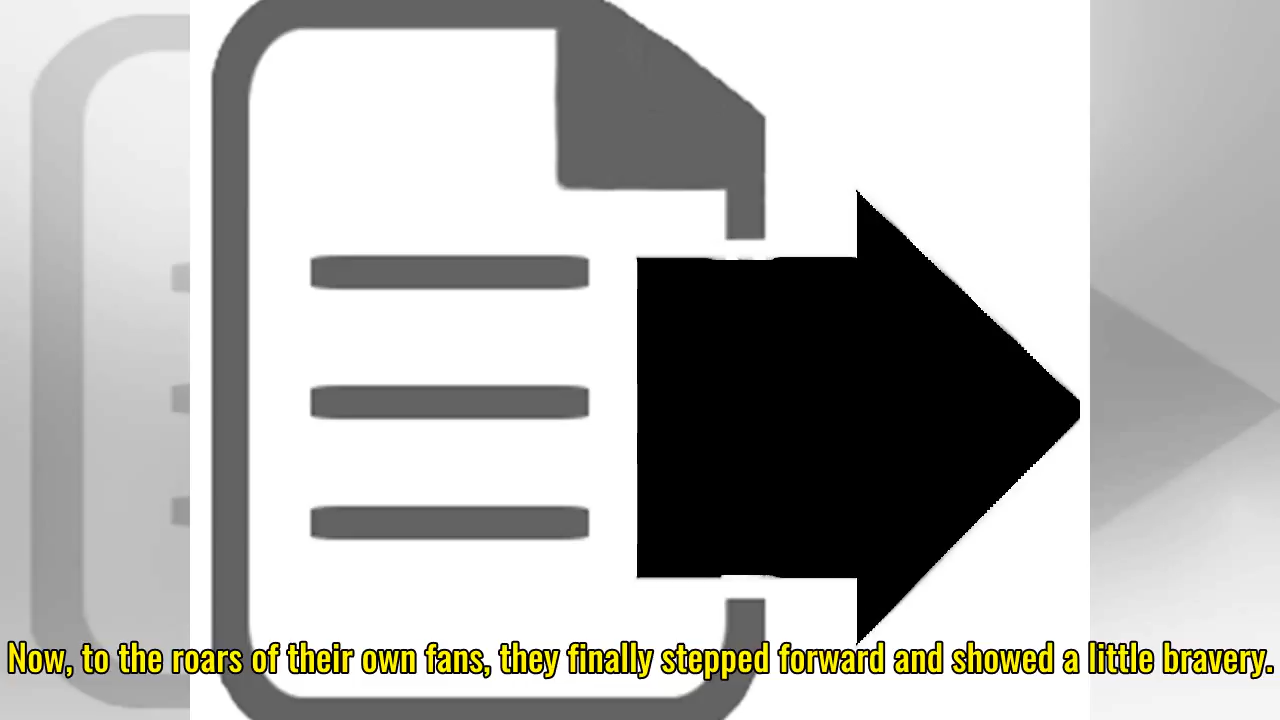 Now, to the roars of their own fans, they finally stepped forward and showed a little bravery.